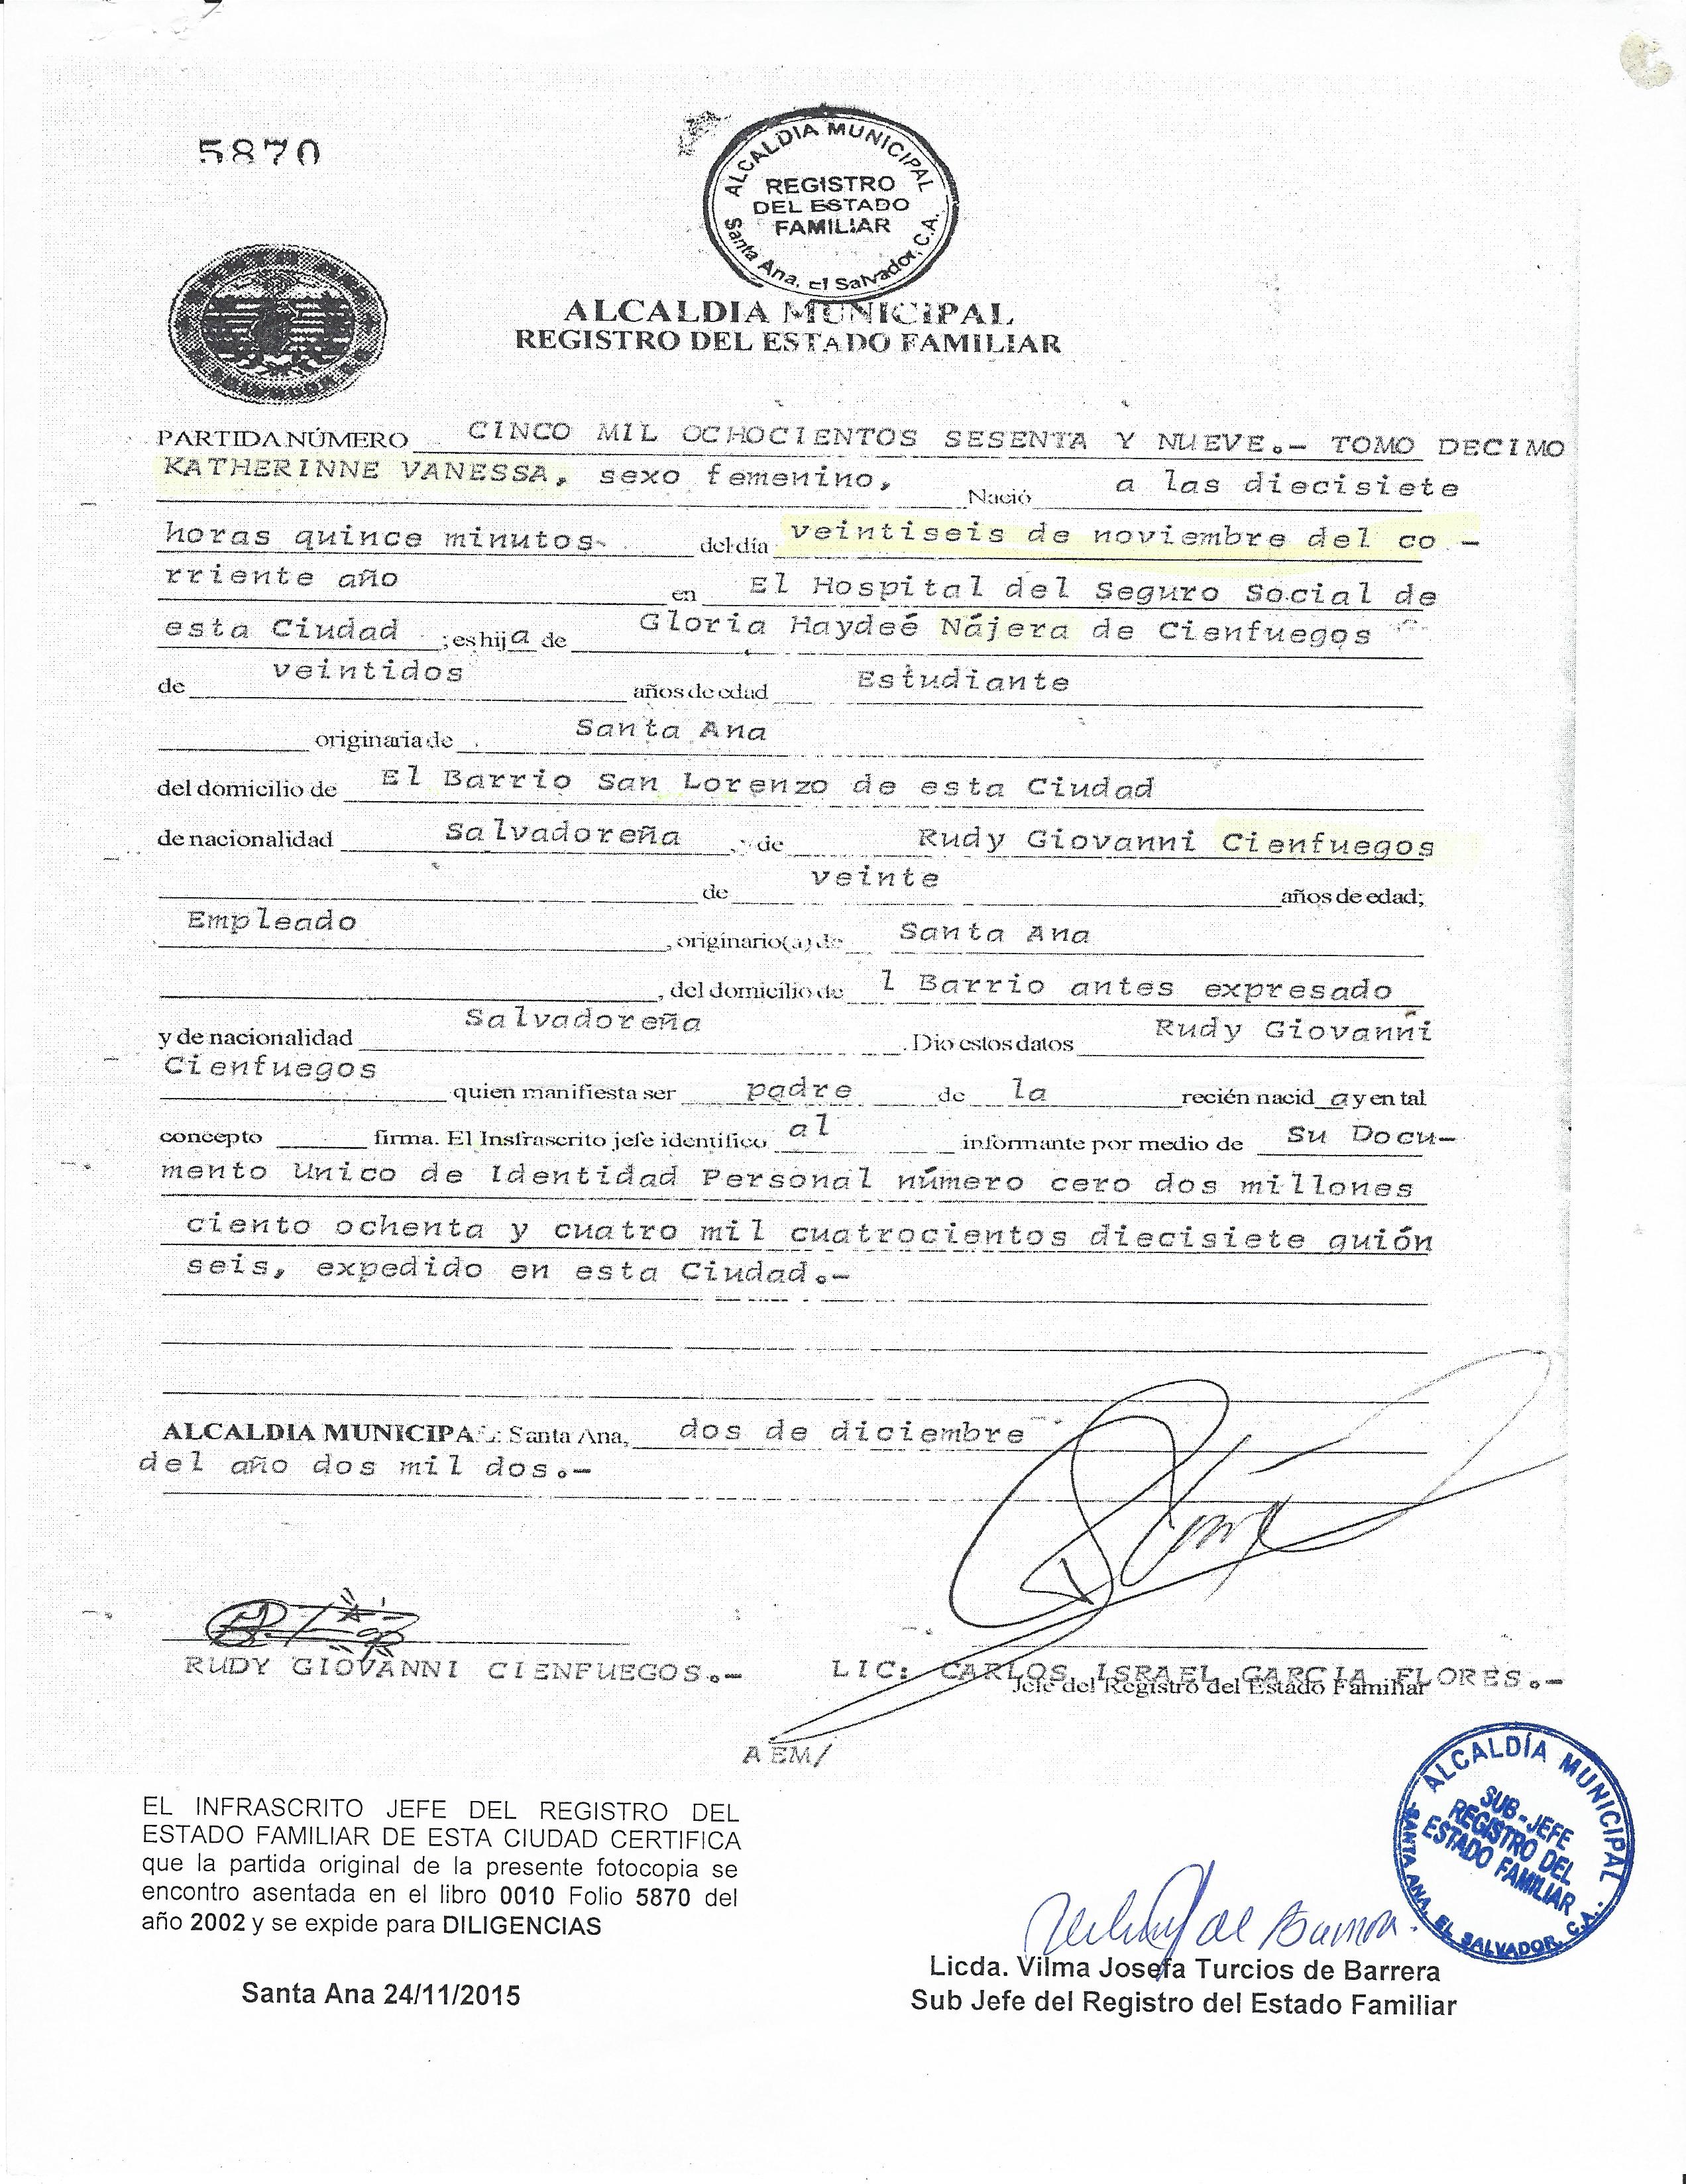 5870
ALCALDIA MUNICIPAL
REGISTRO
DEL ESTADO
FAMILIAR
Santa Ana, El Salvador, C.A.
ALCALDIA MUNICIPAL
REGISTRO DEL ESTADO FAMILIAR
PARTIDA NÚMERO CINCO MIL OCHOCIENTOS SESENTA Y NUEVE.- TOMO DECIMO
KATHERINNE VANESSA, sexo femenino, Nació a las diecisiete
horas quince minutos- del día veintiseis de noviembre del co -
rriente año en El Hospital del Seguro Social de
esta Ciudad ; es hija de Gloria Haydeé Nájera de Cienfuegos
de veintidos años de edad Estudiante
originaria de Santa Ana
del domicilio de El Barrio San Lorenzo de esta Ciudad
de nacionalidad Salvadoreña , y de Rudy Giovanni Cienfuegos
de veinte años de edad;
Empleado , originario(a) de Santa Ana
, del domicilio de l Barrio antes expresado
y de nacionalidad Salvadoreña . Dio estos datos Rudy Giovanni
Cienfuegos quien manifiesta ser padre de la recién nacid a y en tal
concepto firma. El Insfrascrito jefe identifico al informante por medio de Su Docu-
mento Unico de Identidad Personal número cero dos millones
ciento ochenta y cuatro mil cuatrocientos diecisiete guión
seis, expedido en esta Ciudad.-
ALCALDIA MUNICIPAL: Santa Ana, dos de diciembre
del año dos mil dos.-
RUDY GIOVANNI CIENFUEGOS.- LIC: CARLOS ISRAEL GARCIA FLORES.-
Jefe del Registro del Estado Familiar
AEM/
EL INFRASCRITO JEFE DEL REGISTRO DEL
ESTADO FAMILIAR DE ESTA CIUDAD CERTIFICA
que la partida original de la presente fotocopia se
encontro asentada en el libro 0010 Folio 5870 del
año 2002 y se expide para DILIGENCIAS
Santa Ana 24/11/2015
ALCALDÍA MUNICIPAL
SUB-JEFE
REGISTRO DEL
ESTADO FAMILIAR
SANTA ANA, EL SALVADOR, C.A.
Licda. Vilma Josefa Turcios de Barrera
Sub Jefe del Registro del Estado Familiar